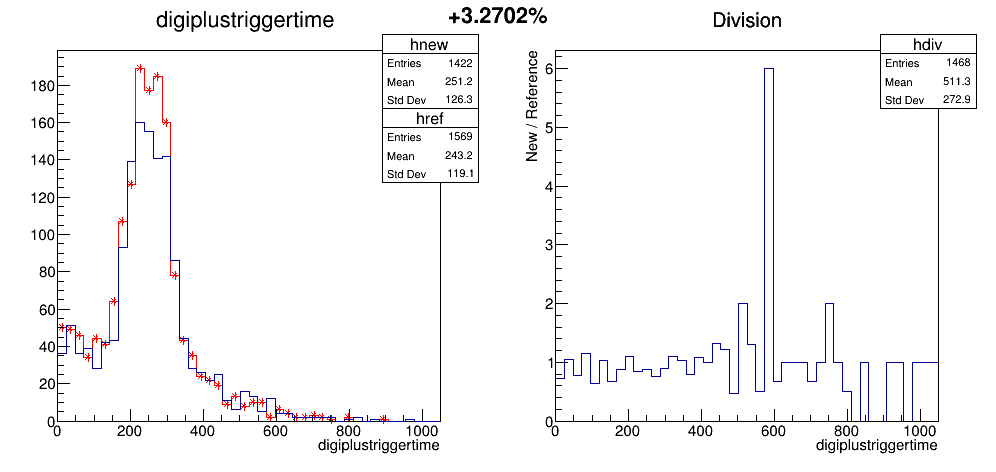 digiplustriggertime
+3.2702%
Division
hnew
Entries 1422
Mean 251.2
Std Dev 126.3
href
Entries 1569
Mean 243.2
Std Dev 119.1
180
160
140
120
100
80
60
40
20
0
0 200 400 600 800 1000
digiplustriggertime
hdiv
Entries 1468
Mean 511.3
Std Dev 272.9
New / Reference
6
5
4
3
2
1
0
0 200 400 600 800 1000
digiplustriggertime